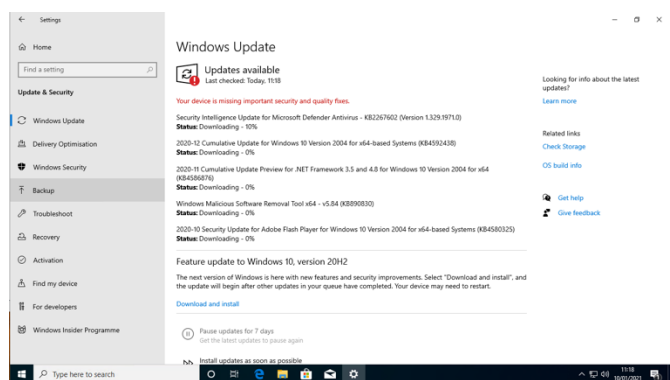 Settings
Home
Find a setting
Update & Security
Windows Update
Delivery Optimisation
Windows Security
Backup
Troubleshoot
Recovery
Activation
Find my device
For developers
Windows Insider Programme
Windows Update
Updates available
Last checked: Today, 11:18
Your device is missing important security and quality fixes.
Security Intelligence Update for Microsoft Defender Antivirus - KB2267602 (Version 1.329.1971.0)
Status: Downloading - 10%
2020-12 Cumulative Update for Windows 10 Version 2004 for x64-based Systems (KB4592438)
Status: Downloading - 0%
2020-11 Cumulative Update Preview for .NET Framework 3.5 and 4.8 for Windows 10 Version 2004 for x64
(KB4586876)
Status: Downloading - 0%
Windows Malicious Software Removal Tool x64 - v5.84 (KB890830)
Status: Downloading - 0%
2020-10 Security Update for Adobe Flash Player for Windows 10 Version 2004 for x64-based Systems (KB4580325)
Status: Downloading - 0%
Feature update to Windows 10, version 20H2
The next version of Windows is here with new features and security improvements. Select "Download and install", and
the update will begin after other updates in your queue have completed. Your device may need to restart.
Download and install
Pause updates for 7 days
Get the latest updates to pause again
Install updates as soon as possible
Looking for info about the latest
updates?
Learn more
Related links
Check Storage
OS build info
Get help
Give feedback
Type here to search
11:18
10/01/2021